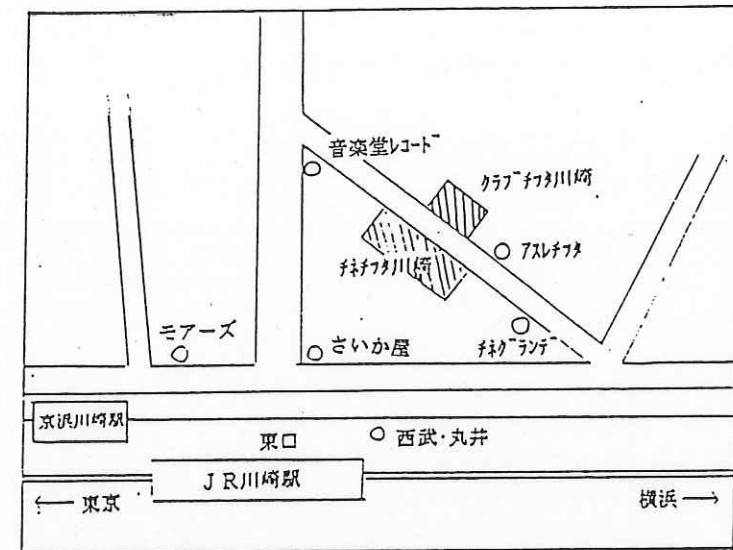 音楽堂レコード
クラブチッタ川崎
アスレチッタ
チネチッタ川崎
モアーズ
さいか屋
チネグランデ
京浜川崎駅
東口
西武・丸井
JR川崎駅
← 東京
横浜 →